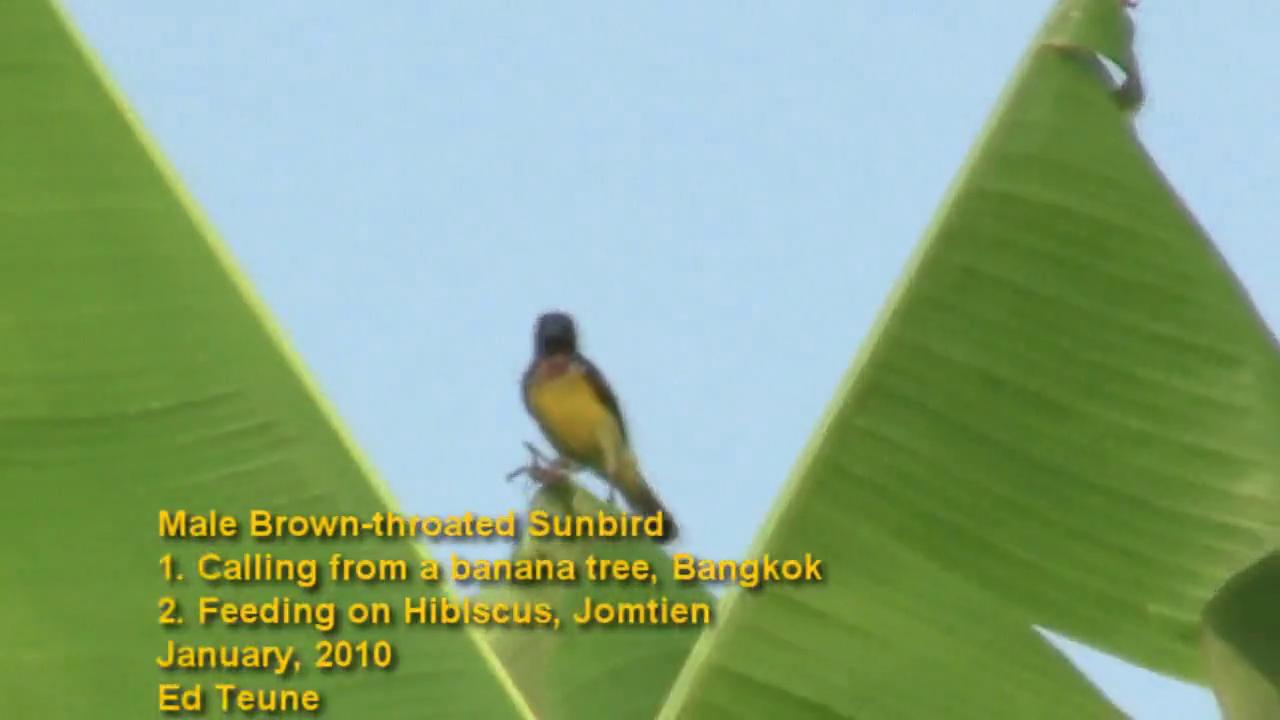 Male Brown-throated Sunbird
1. Calling from a banana tree, Bangkok
2. Feeding on Hibiscus, Jomtien
January, 2010
Ed Teune